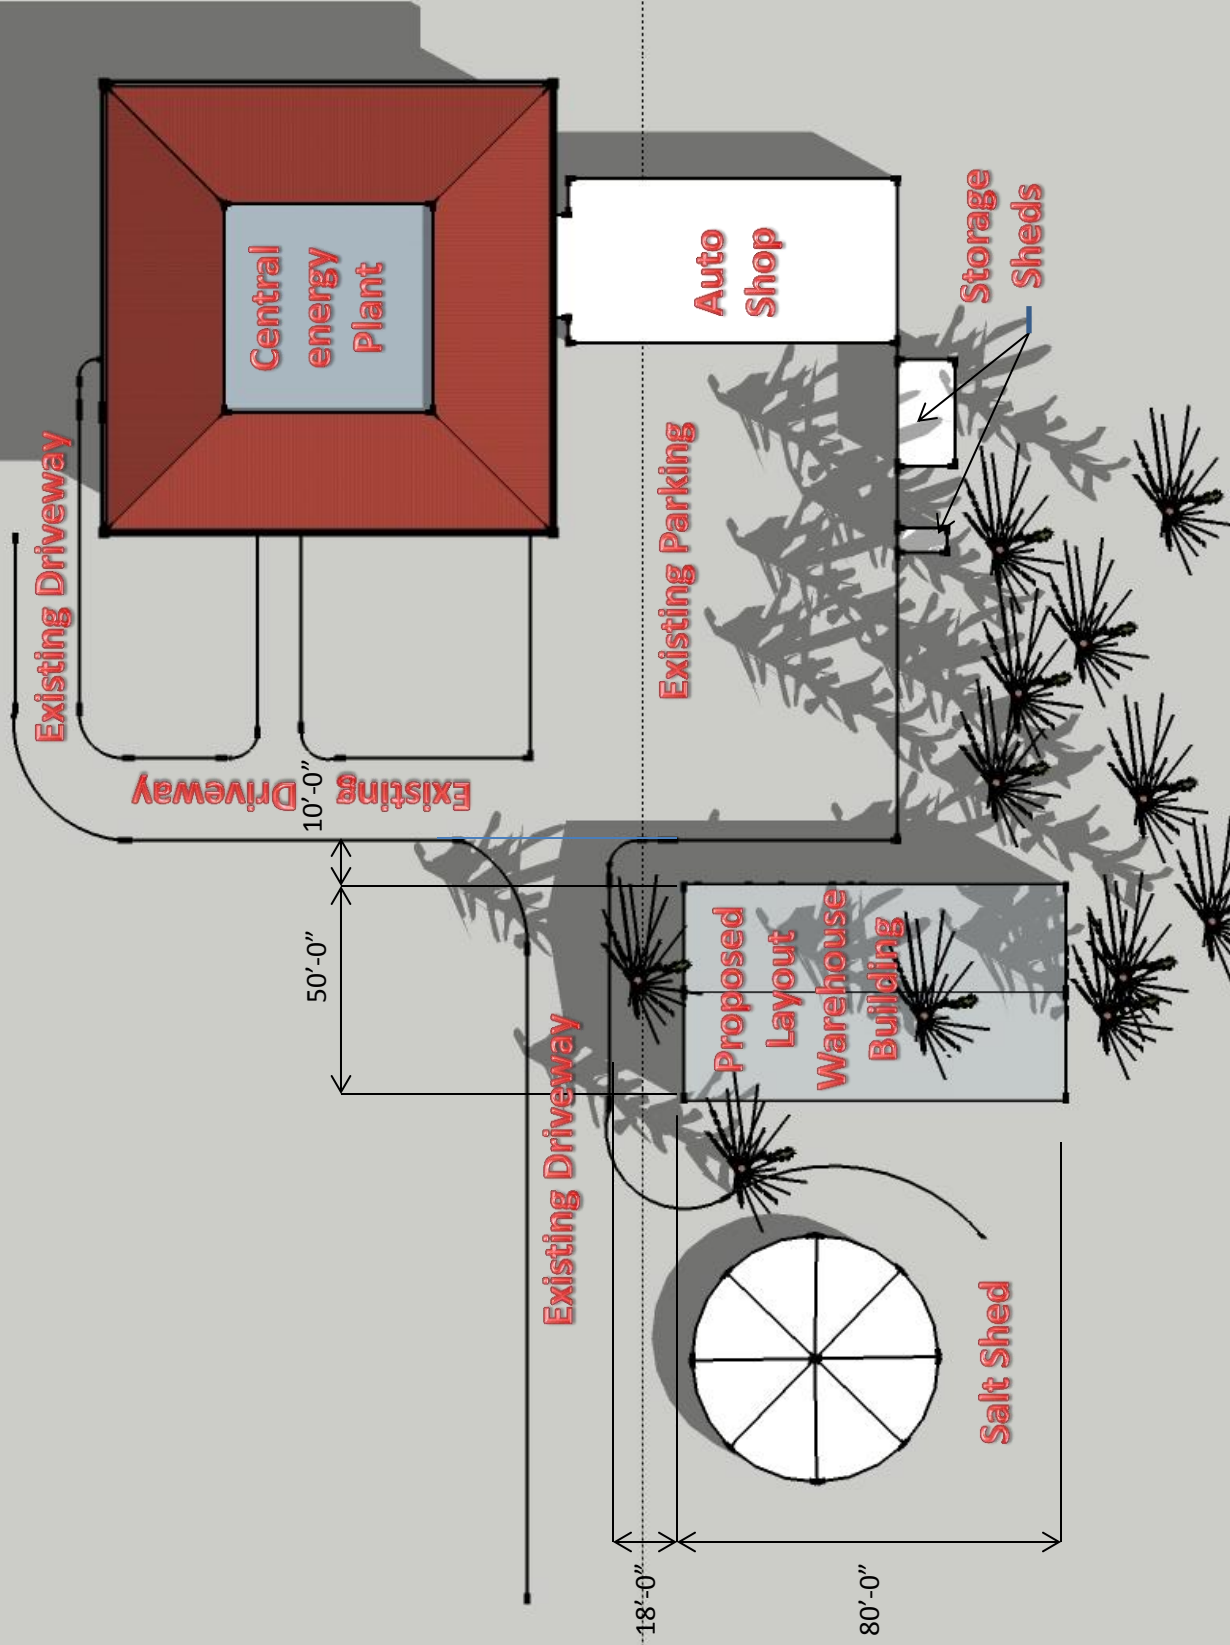 Existing Driveway
Central
energy
Plant
Auto
Shop
Storage
Sheds
Existing Parking
Existing
Driveway
10’-0”
50’-0”
Existing Driveway
Proposed
Layout
Warehouse
Building
Salt Shed
18’-0”
80’-0”